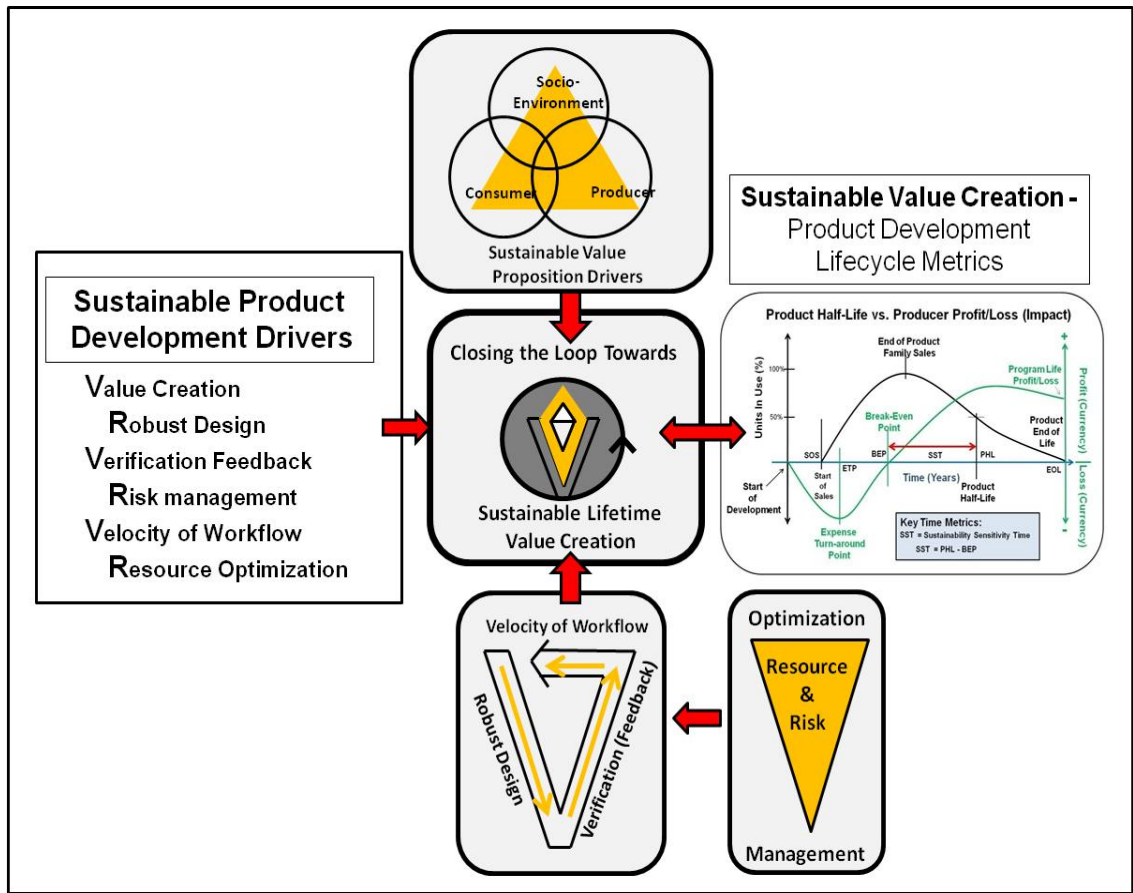 Socio-
Environment
Consumer
Producer
Sustainable Value
Proposition Drivers
Sustainable Value Creation -
Product Development
Lifecycle Metrics
Sustainable Product
Development Drivers
Value Creation
Robust Design
Verification Feedback
Risk management
Velocity of Workflow
Resource Optimization
Closing the Loop Towards
Sustainable Lifetime
Value Creation
Product Half-Life vs. Producer Profit/Loss (Impact)
Units In Use (%)
100%
50%
End of Product
Family Sales
Program Life
Profit/Loss
+
Profit (Currency)
Break-Even
Point
Product
End of
Life
SOS
ETP
BEP
SST
PHL
EOL
Start
of
Sales
Time (Years)
Start
of
Development
Product
Half-Life
Loss (Currency)
-
Expense
Turn-around
Point
Key Time Metrics:
SST = Sustainability Sensitivity Time
SST = PHL - BEP
Velocity of Workflow
Robust Design
Verification (Feedback)
Optimization
Resource
&
Risk
Management